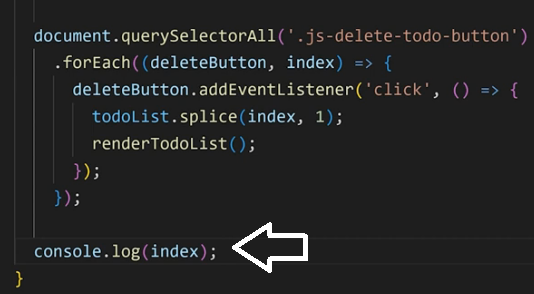 document.querySelectorAll('.js-delete-todo-button')
.forEach((deleteButton, index) => {
deleteButton.addEventListener('click', () => {
todoList.splice(index, 1);
renderTodoList();
});
});
console.log(index);
}